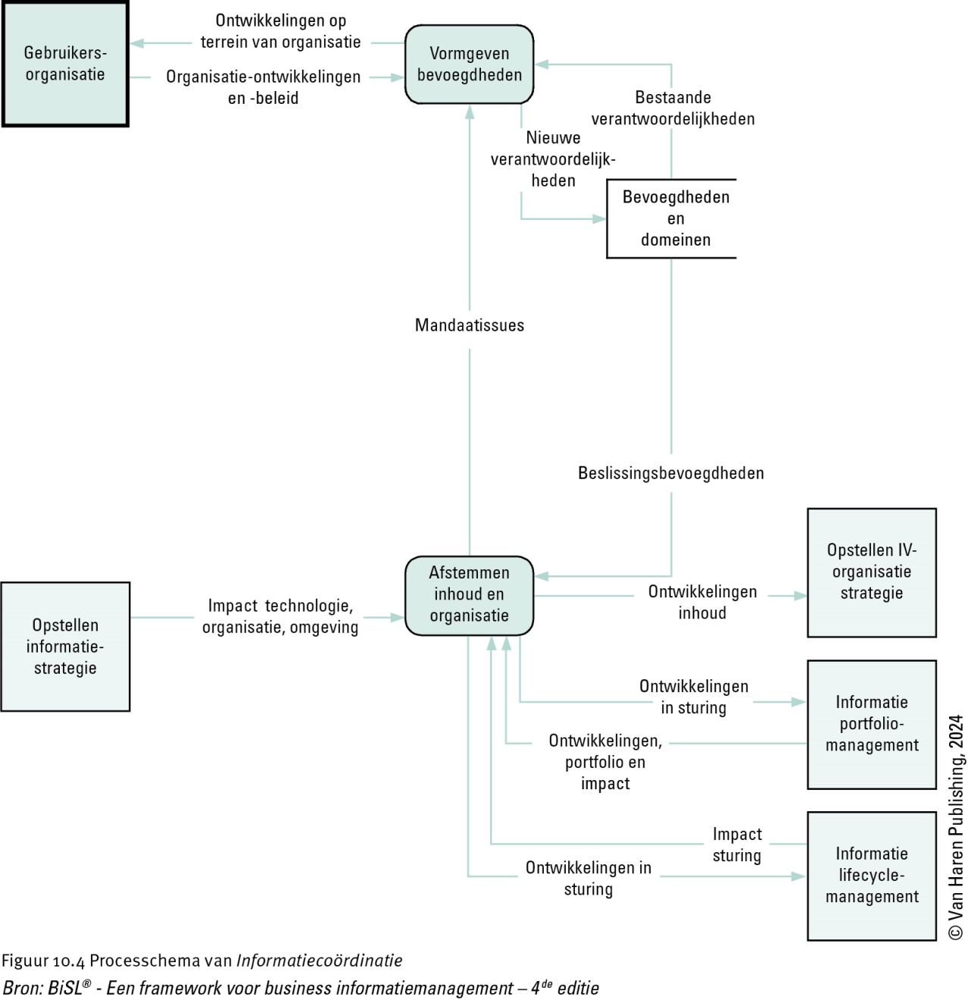 Gebruikers-
organisatie
Ontwikkelingen op
terrein van organisatie
Organisatie-ontwikkelingen
en -beleid
Vormgeven
bevoegdheden
Bestaande
verantwoordelijkheden
Nieuwe
verantwoordelijk-
heden
Bevoegdheden
en
domeinen
Mandaatissues
Beslissingsbevoegdheden
Opstellen
informatie-
strategie
Impact technologie,
organisatie, omgeving
Afstemmen
inhoud en
organisatie
Ontwikkelingen
inhoud
Opstellen IV-
organisatie
strategie
Ontwikkelingen
in sturing
Ontwikkelingen,
portfolio en
impact
Informatie
portfolio-
management
Impact
sturing
Ontwikkelingen in
sturing
Informatie
lifecycle-
management
© Van Haren Publishing, 2024
Figuur 10.4 Processchema van Informatiecoördinatie
Bron: BiSL® - Een framework voor business informatiemanagement – 4de editie